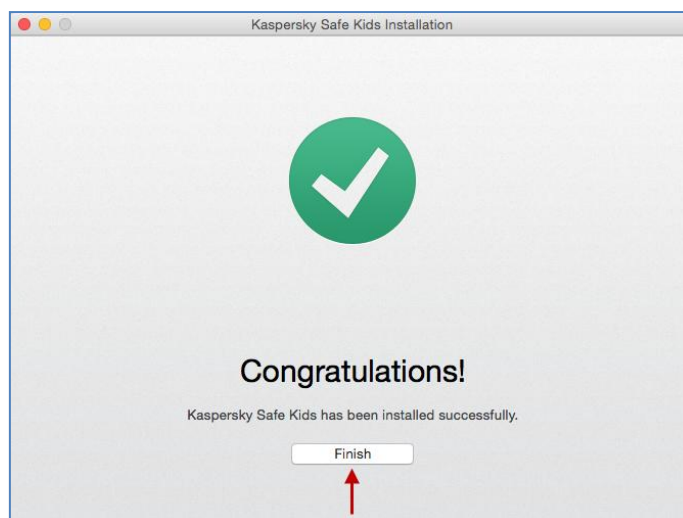 Kaspersky Safe Kids Installation
Congratulations!
Kaspersky Safe Kids has been installed successfully.
Finish